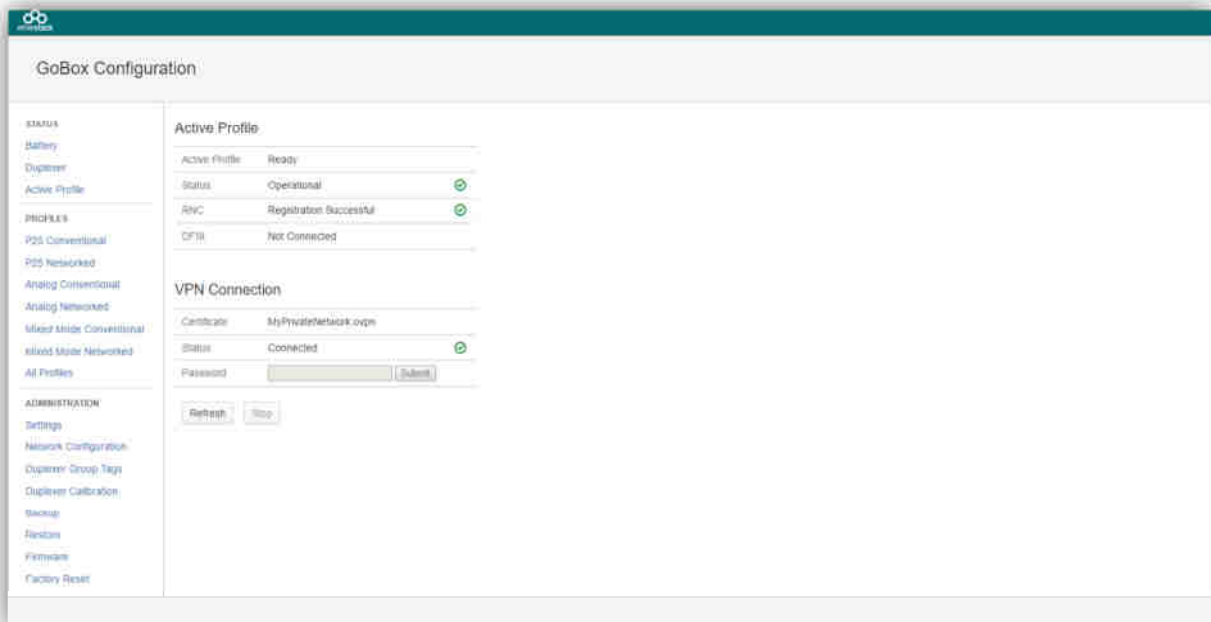 GoBox Configuration
STATUS
Battery
Duplexer
Active Profile
PROFILES
P25 Conventional
P25 Networked
Analog Conventional
Analog Networked
Mixed Mode Conventional
Mixed Mode Networked
All Profiles
ADMINISTRATION
Settings
Network Configuration
Duplexer Group Tags
Duplexer Calibration
Backup
Restore
Firmware
Factory Reset
Active Profile
Active Profile Ready
Status Operational
RNC Registration Successful
Not Connected
VPN Connection
Certificate MyPrivateNetwork.ovpn
Status Connected
Password Submit
Refresh Stop